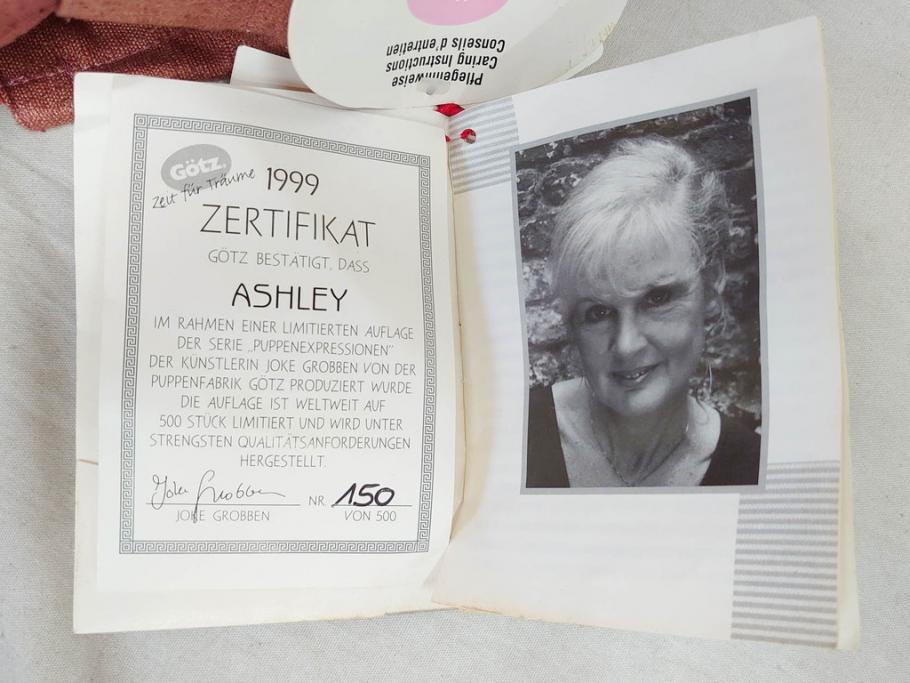 Pflegehinweise
Caring Instructions
Conseils d'entretien
Götz
Zeit für Träume
1999
ZERTIFIKAT
GÖTZ BESTÄTIGT, DASS
ASHLEY
IM RAHMEN EINER LIMITIERTEN AUFLAGE
DER SERIE „PUPPENEXPRESSIONEN"
DER KÜNSTLERIN JOKE GROBBEN VON DER
PUPPENFABRIK GÖTZ PRODUZIERT WURDE.
DIE AUFLAGE IST WELTWEIT AUF
500 STÜCK LIMITIERT UND WIRD UNTER
STRENGSTEN QUALITÄTSANFORDERUNGEN
HERGESTELLT.
Joke Grobben NR. 150
JOKE GROBBEN VON 500